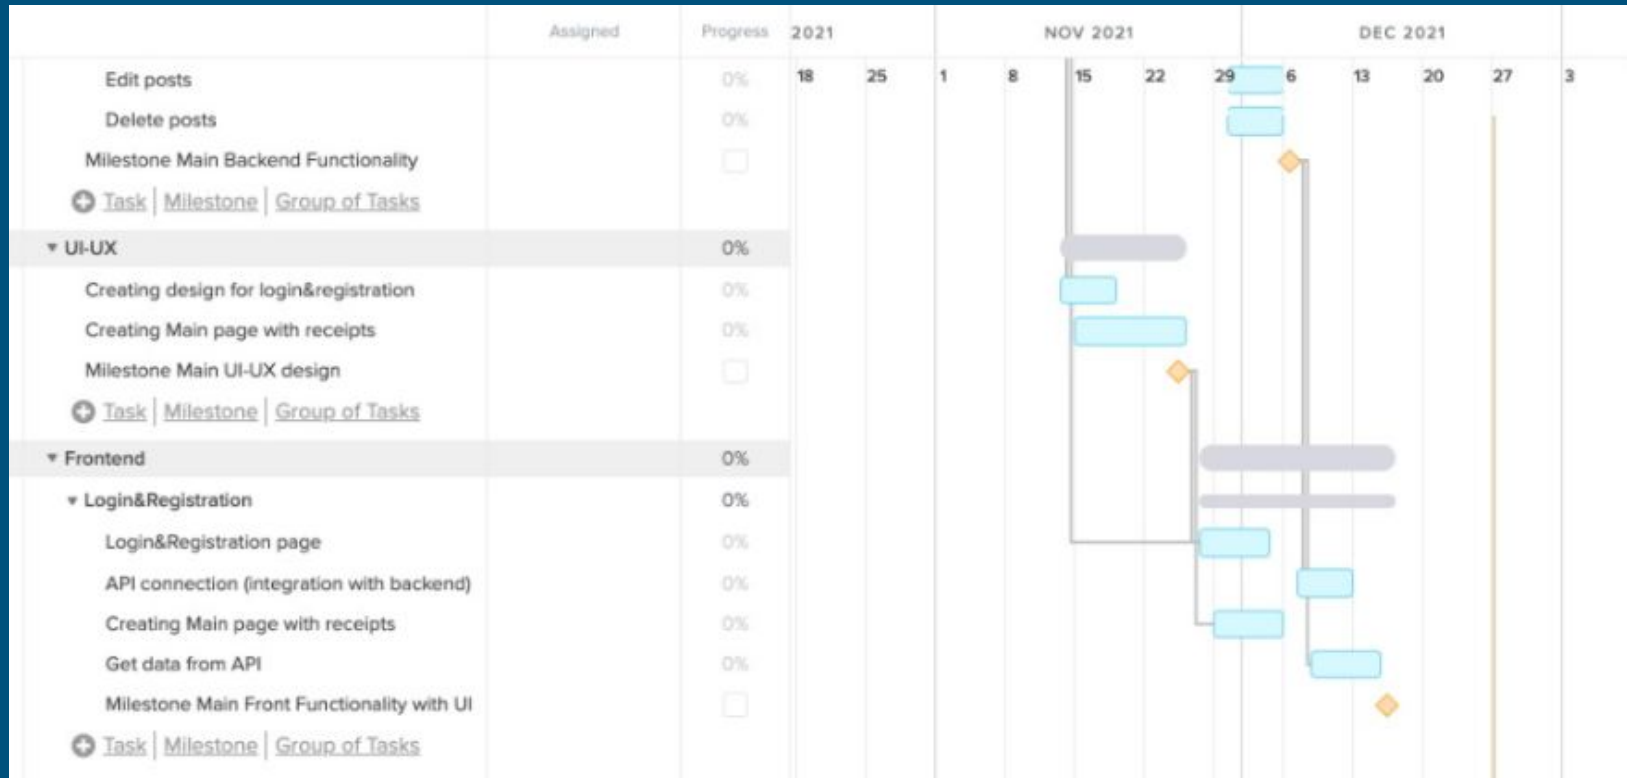 Assigned Progress 2021 NOV 2021 DEC 2021
18 25 1 8 15 22 29 6 13 20 27 3
Edit posts 0%
Delete posts 0%
Milestone Main Backend Functionality
Task | Milestone | Group of Tasks
UI-UX 0%
Creating design for login&registration 0%
Creating Main page with receipts 0%
Milestone Main UI-UX design
Task | Milestone | Group of Tasks
Frontend 0%
Login&Registration 0%
Login&Registration page 0%
API connection (integration with backend) 0%
Creating Main page with receipts 0%
Get data from API 0%
Milestone Main Front Functionality with UI
Task | Milestone | Group of Tasks